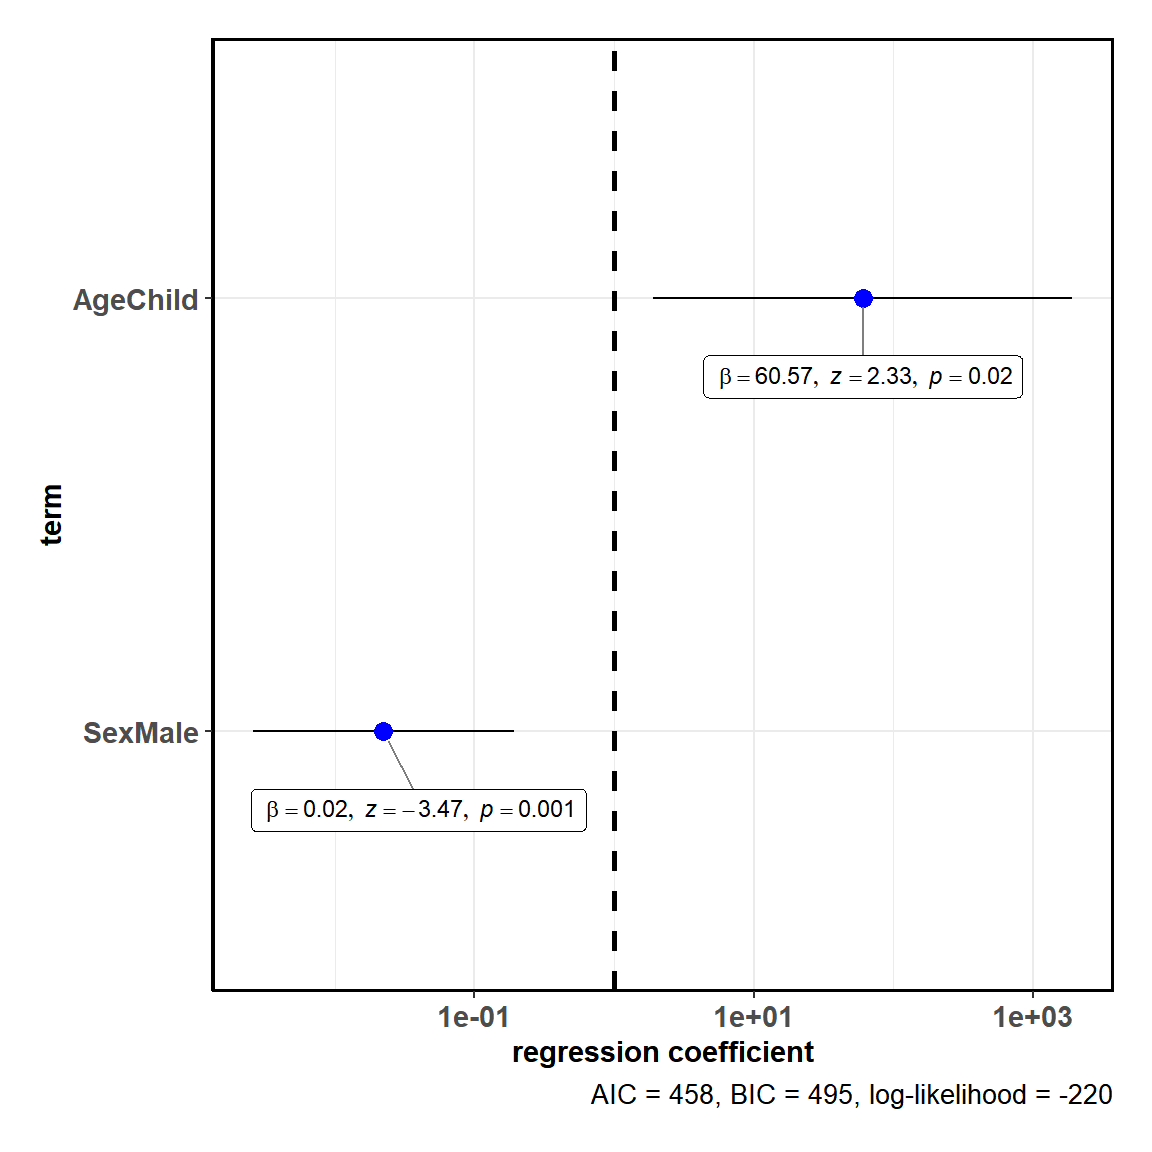 AgeChild
β = 60.57, z = 2.33, p = 0.02
term
SexMale
β = 0.02, z = −3.47, p = 0.001
1e-01 1e+01 1e+03
regression coefficient
AIC = 458, BIC = 495, log-likelihood = -220